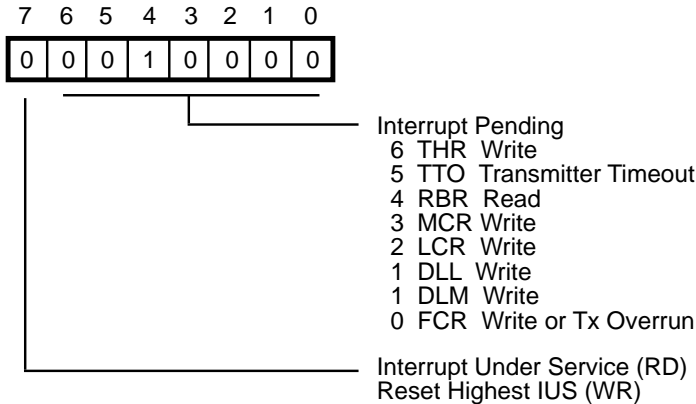 7 6 5 4 3 2 1 0
0 0 0 1 0 0 0 0
Interrupt Pending
6 THR Write
5 TTO Transmitter Timeout
4 RBR Read
3 MCR Write
2 LCR Write
1 DLL Write
1 DLM Write
0 FCR Write or Tx Overrun
Interrupt Under Service (RD)
Reset Highest IUS (WR)